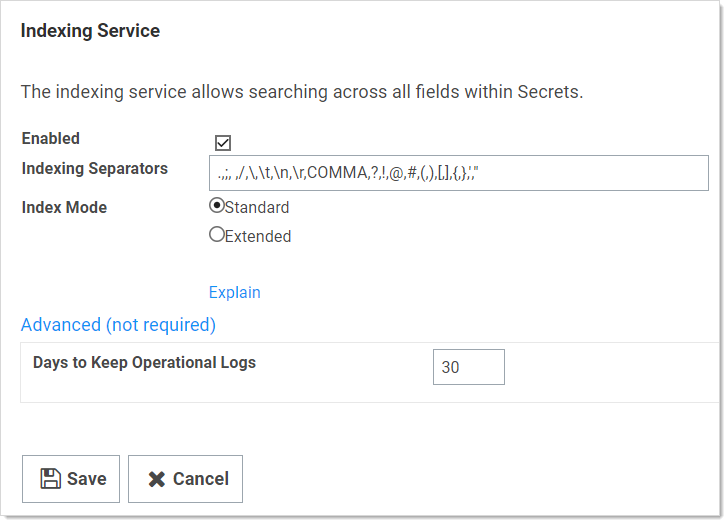 Indexing Service
The indexing service allows searching across all fields within Secrets.
Enabled
Indexing Separators .,;, ,/,\,\t,\n,\r,COMMA,?,!,@,#,(,),[,],{,},',"
Index Mode Standard
Extended
Explain
Advanced (not required)
Days to Keep Operational Logs 30
Save Cancel